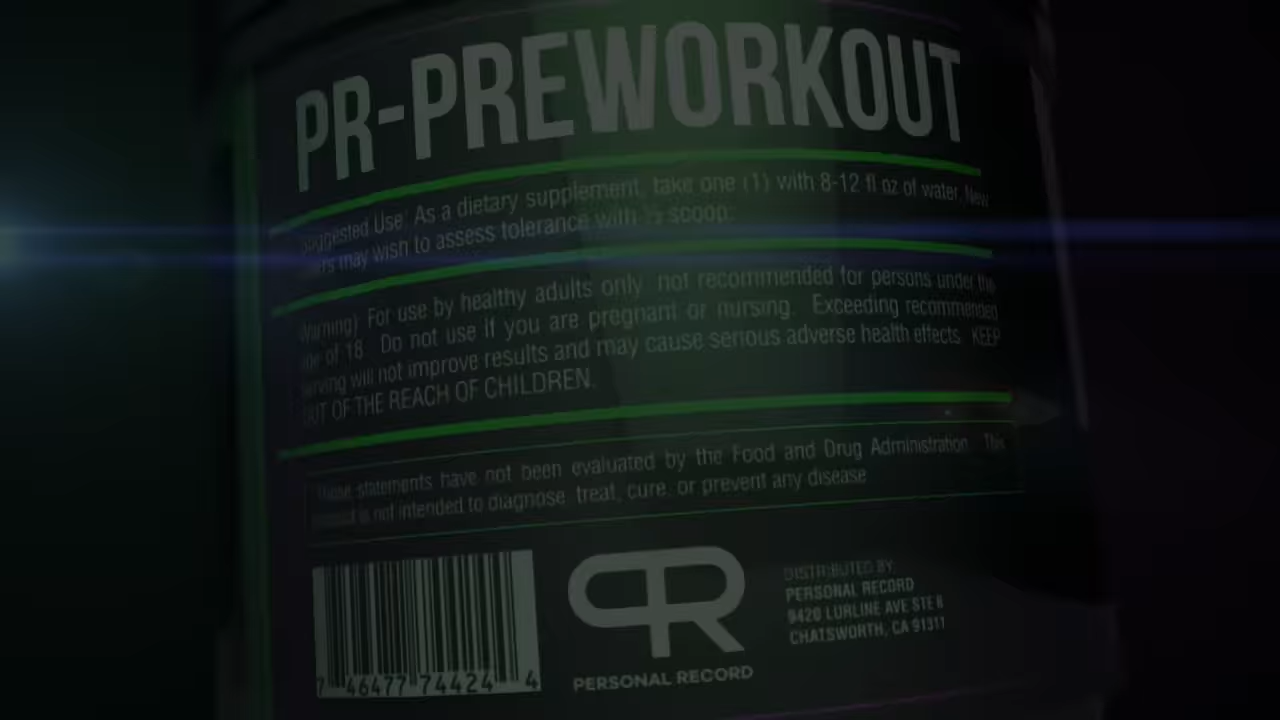 PR-PREWORKOUT
Suggested Use: As a dietary supplement, take one (1) with 8-12 fl oz of water. New
may wish to assess tolerance with ½ scoop.
Warning) For use by healthy adults only not recommended for persons under the
age of 18. Do not use if you are pregnant or nursing. Exceeding recommended
serving will not improve results and may cause serious adverse health effects. KEEP
OUT OF THE REACH OF CHILDREN.
These statements have not been evaluated by the Food and Drug Administration. This
product is not intended to diagnose, treat, cure, or prevent any disease
7 46477 74424 4
PR
PERSONAL RECORD
DISTRIBUTED BY:
PERSONAL RECORD
9420 LURLINE AVE STE B
CHATSWORTH, CA 91311